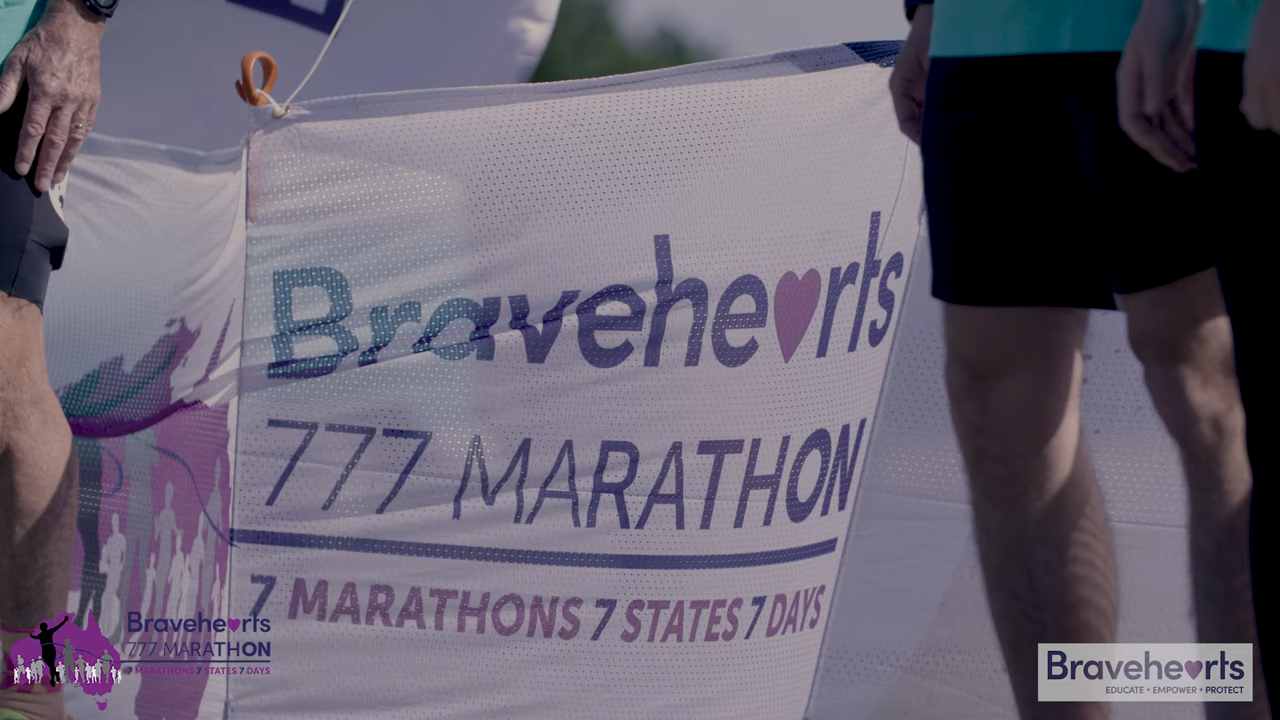 Bravehearts
777 MARATHON
7 MARATHONS 7 STATES 7 DAYS
Bravehearts
777 MARATHON
7 MARATHONS 7 STATES 7 DAYS
Bravehearts
EDUCATE + EMPOWER + PROTECT